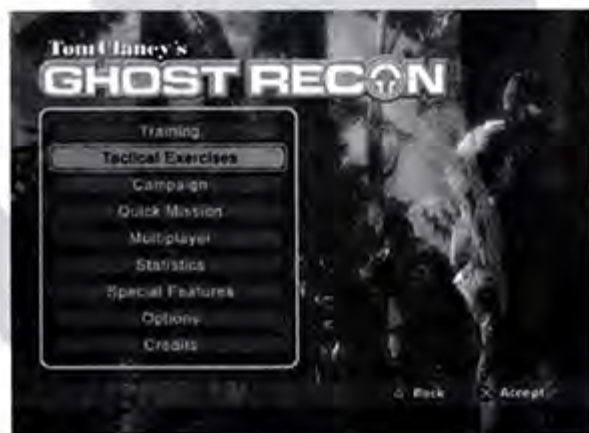 Tom Clancy's
GHOST RECON
Training
Tactical Exercises
Campaign
Quick Mission
Multiplayer
Statistics
Special Features
Options
Credits
△ Back X Accept